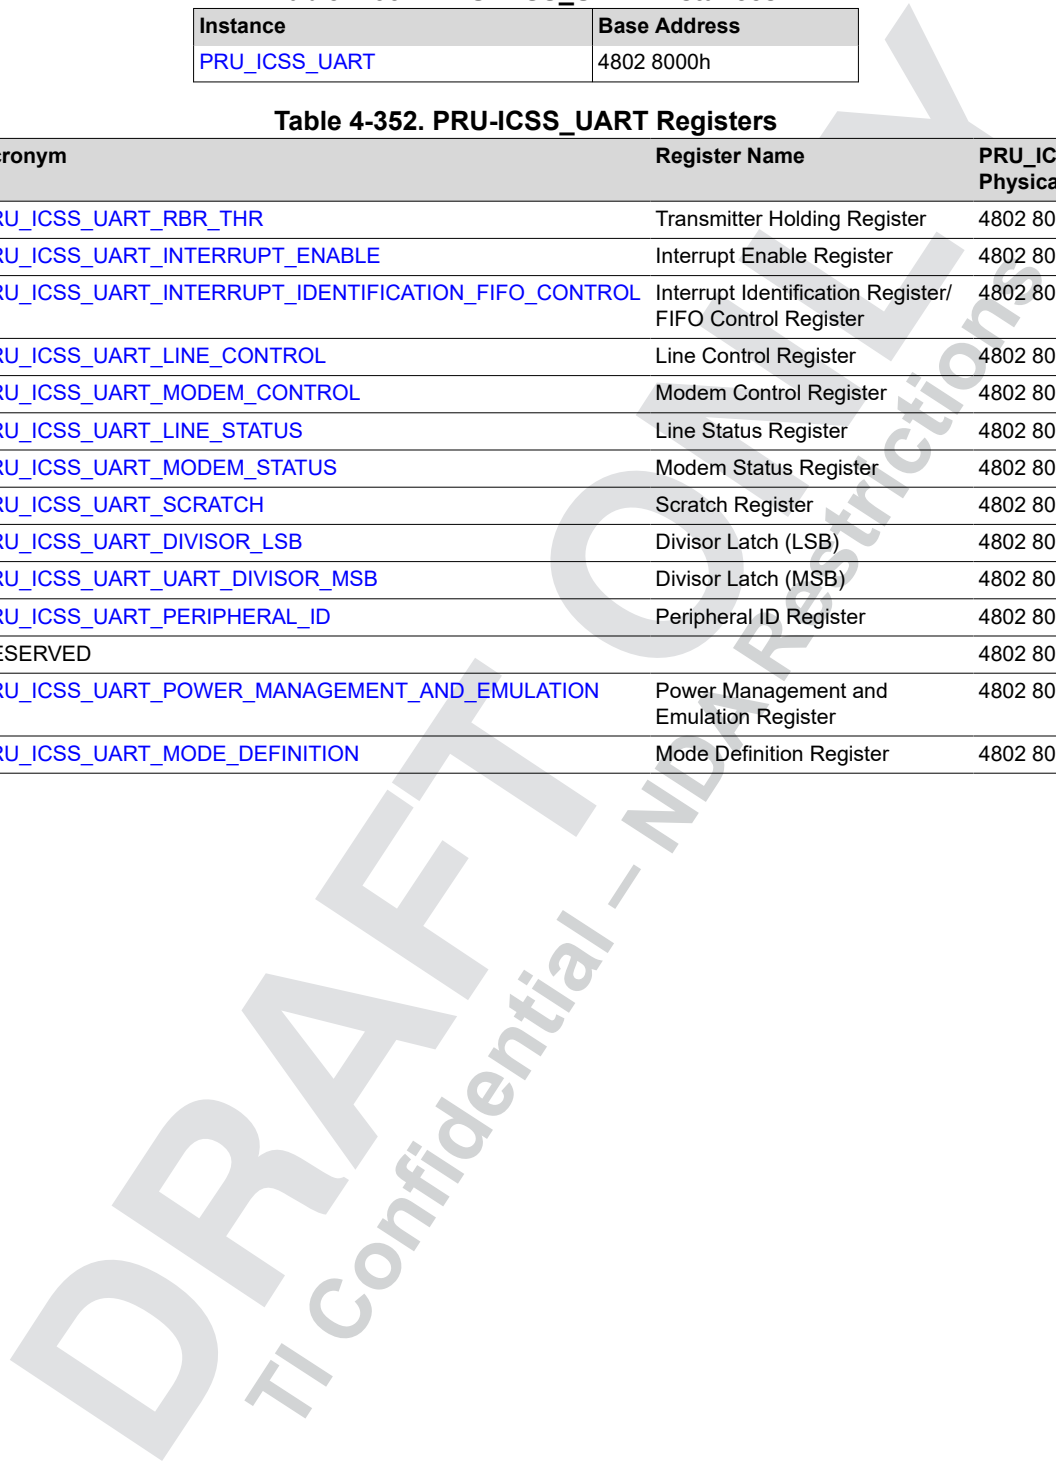 Instance Base Address
PRU_ICSS_UART 4802 8000h
Table 4-352. PRU-ICSS_UART Registers
cronym Register Name PRU_IC
Physica
RU_ICSS_UART_RBR_THR Transmitter Holding Register 4802 80
RU_ICSS_UART_INTERRUPT_ENABLE Interrupt Enable Register 4802 80
RU_ICSS_UART_INTERRUPT_IDENTIFICATION_FIFO_CONTROL Interrupt Identification Register/ 4802 80
FIFO Control Register
RU_ICSS_UART_LINE_CONTROL Line Control Register 4802 80
RU_ICSS_UART_MODEM_CONTROL Modem Control Register 4802 80
RU_ICSS_UART_LINE_STATUS Line Status Register 4802 80
RU_ICSS_UART_MODEM_STATUS Modem Status Register 4802 80
RU_ICSS_UART_SCRATCH Scratch Register 4802 80
RU_ICSS_UART_DIVISOR_LSB Divisor Latch (LSB) 4802 80
RU_ICSS_UART_UART_DIVISOR_MSB Divisor Latch (MSB) 4802 80
RU_ICSS_UART_PERIPHERAL_ID Peripheral ID Register 4802 80
ESERVED 4802 80
RU_ICSS_UART_POWER_MANAGEMENT_AND_EMULATION Power Management and 4802 80
Emulation Register
RU_ICSS_UART_MODE_DEFINITION Mode Definition Register 4802 80
DRAFT ONLY
TI Confidential – NDA Restrictions